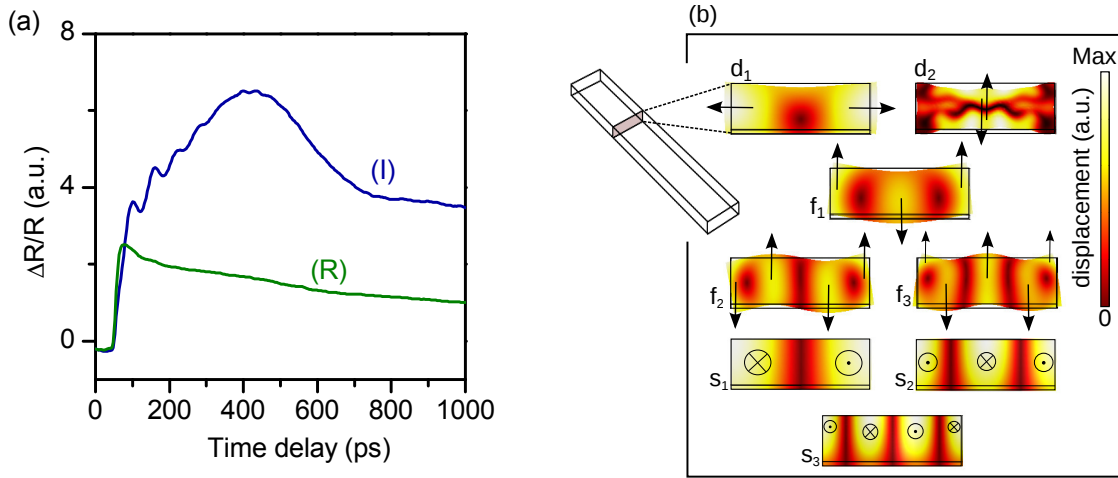 (a)
8
4
0
ΔR/R (a.u.)
(I)
(R)
0 200 400 600 800 1000
Time delay (ps)
(b)
d1
d2
f1
f2
f3
s1
s2
s3
Max
displacement (a.u.)
0